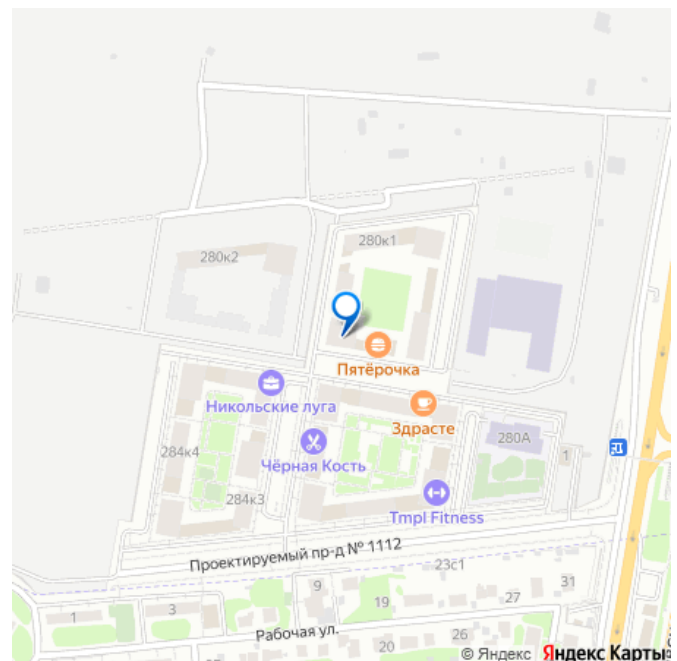 280к1
280к2
Пятёрочка
Никольские луга
Здрасте
280А
1
284к4
Чёрная Кость
284к3
Tmpl Fitness
Проектируемый пр-д № 1112
23с1
9
31
1
3
19
27
Рабочая ул.
26
20
© Яндекс Яндекс Карты